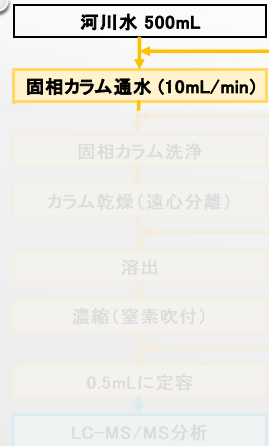 河川水 500mL
固相カラム通水 (10mL/min)
固相カラム洗浄
カラム乾燥(遠心分離)
溶出
濃縮(窒素吹付)
0.5mLに定容
LC-MS/MS分析